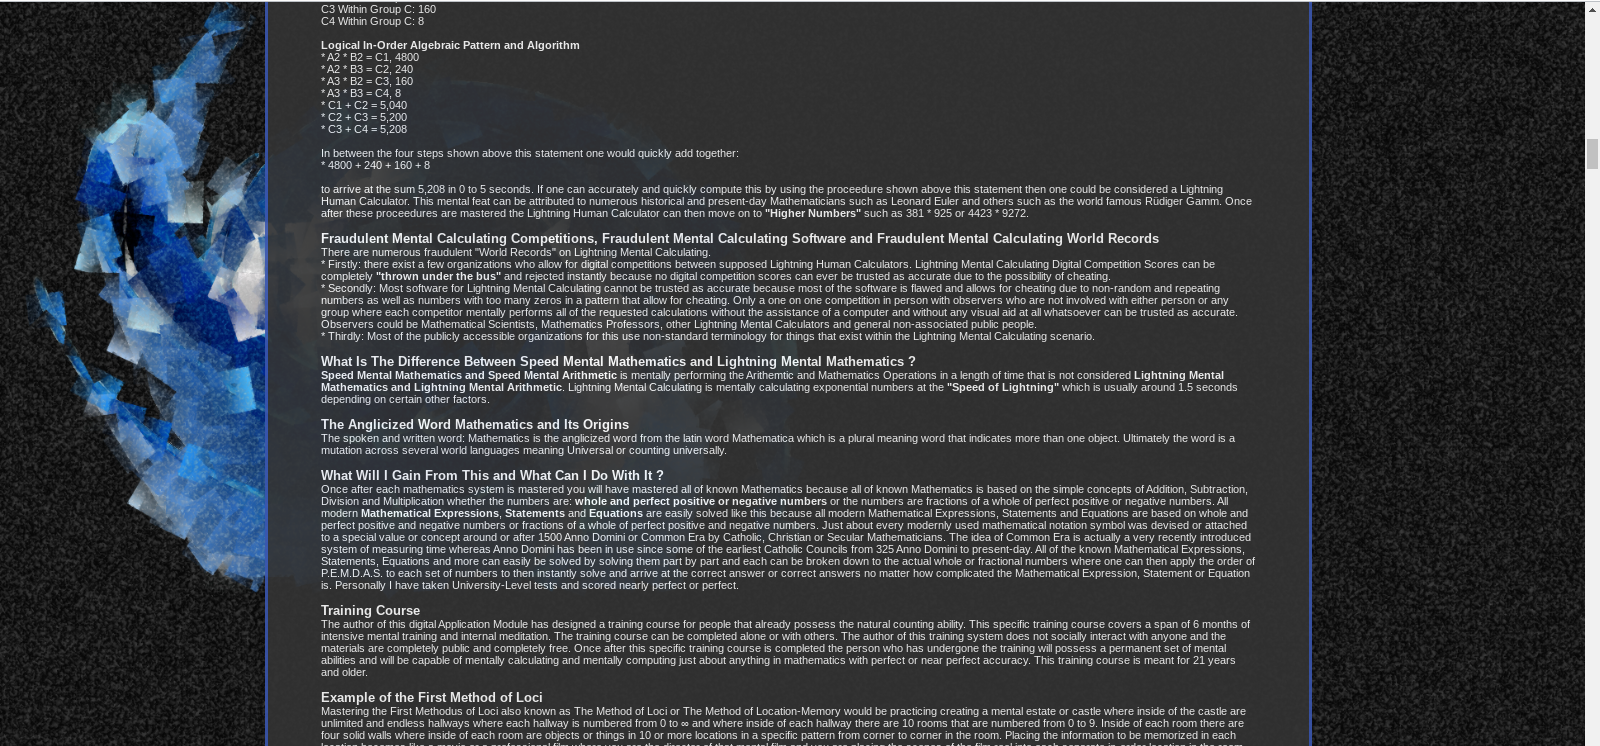 C3 Within Group C: 160
C4 Within Group C: 8
Logical In-Order Algebraic Pattern and Algorithm
* A2 * B2 = C1, 4800
* A2 * B3 = C2, 240
* A3 * B2 = C3, 160
* A3 * B3 = C4, 8
* C1 + C2 = 5,040
* C2 + C3 = 5,200
* C3 + C4 = 5,208
In between the four steps shown above this statement one would quickly add together:
* 4800 + 240 + 160 + 8
to arrive at the sum 5,208 in 0 to 5 seconds. If one can accurately and quickly compute this by using the proceedure shown above this statement then one could be considered a Lightning
Human Calculator. This mental feat can be attributed to numerous historical and present-day Mathematicians such as Leonard Euler and others such as the world famous Rüdiger Gamm. Once
after these proceedures are mastered the Lightning Human Calculator can then move on to "Higher Numbers" such as 381 * 925 or 4423 * 9272.
Fraudulent Mental Calculating Competitions, Fraudulent Mental Calculating Software and Fraudulent Mental Calculating World Records
There are numerous fraudulent "World Records" on Lightning Mental Calculating.
* Firstly: there exist a few organizations who allow for digital competitions between supposed Lightning Human Calculators. Lightning Mental Calculating Digital Competition Scores can be
completely "thrown under the bus" and rejected instantly because no digital competition scores can ever be trusted as accurate due to the possibility of cheating.
* Secondly: Most software for Lightning Mental Calculating cannot be trusted as accurate because most of the software is flawed and allows for cheating due to non-random and repeating
numbers as well as numbers with too many zeros in a pattern that allow for cheating. Only a one on one competition in person with observers who are not involved with either person or any
group where each competitor mentally performs all of the requested calculations without the assistance of a computer and without any visual aid at all whatsoever can be trusted as accurate.
Observers could be Mathematical Scientists, Mathematics Professors, other Lightning Mental Calculators and general non-associated public people.
* Thirdly: Most of the publicly accessible organizations for this use non-standard terminology for things that exist within the Lightning Mental Calculating scenario.
What Is The Difference Between Speed Mental Mathematics and Lightning Mental Mathematics ?
Speed Mental Mathematics and Speed Mental Arithmetic is mentally performing the Arithemtic and Mathematics Operations in a length of time that is not considered Lightning Mental
Mathematics and Lightning Mental Arithmetic. Lightning Mental Calculating is mentally calculating exponential numbers at the "Speed of Lightning" which is usually around 1.5 seconds
depending on certain other factors.
The Anglicized Word Mathematics and Its Origins
The spoken and written word: Mathematics is the anglicized word from the latin word Mathematica which is a plural meaning word that indicates more than one object. Ultimately the word is a
mutation across several world languages meaning Universal or counting universally.
What Will I Gain From This and What Can I Do With It ?
Once after each mathematics system is mastered you will have mastered all of known Mathematics because all of known Mathematics is based on the simple concepts of Addition, Subtraction,
Division and Multiplication whether the numbers are: whole and perfect positive or negative numbers or the numbers are fractions of a whole of perfect positive or negative numbers. All
modern Mathematical Expressions, Statements and Equations are easily solved like this because all modern Mathematical Expressions, Statements and Equations are based on whole and
perfect positive and negative numbers or fractions of a whole of perfect positive and negative numbers. Just about every modernly used mathematical notation symbol was devised or attached
to a special value or concept around or after 1500 Anno Domini or Common Era by Catholic, Christian or Secular Mathematicians. The idea of Common Era is actually a very recently introduced
system of measuring time whereas Anno Domini has been in use since some of the earliest Catholic Councils from 325 Anno Domini to present-day. All of the known Mathematical Expressions,
Statements, Equations and more can easily be solved by solving them part by part and each can be broken down to the actual whole or fractional numbers where one can then apply the order of
P.E.M.D.A.S. to each set of numbers to then instantly solve and arrive at the correct answer or correct answers no matter how complicated the Mathematical Expression, Statement or Equation
is. Personally I have taken University-Level tests and scored nearly perfect or perfect.
Training Course
The author of this digital Application Module has designed a training course for people that already possess the natural counting ability. This specific training course covers a span of 6 months of
intensive mental training and internal meditation. The training course can be completed alone or with others. The author of this training system does not socially interact with anyone and the
materials are completely public and completely free. Once after this specific training course is completed the person who has undergone the training will possess a permanent set of mental
abilities and will be capable of mentally calculating and mentally computing just about anything in mathematics with perfect or near perfect accuracy. This training course is meant for 21 years
and older.
Example of the First Method of Loci
Mastering the First Methodus of Loci also known as The Method of Loci or The Method of Location-Memory would be practicing creating a mental estate or castle where inside of the castle are
unlimited and endless hallways where each hallway is numbered from 0 to ∞ and where inside of each hallway there are 10 rooms that are numbered from 0 to 9. Inside of each room there are
four solid walls where inside of each room are objects or things in 10 or more locations in a specific pattern from corner to corner in the room. Placing the information to be memorized in each